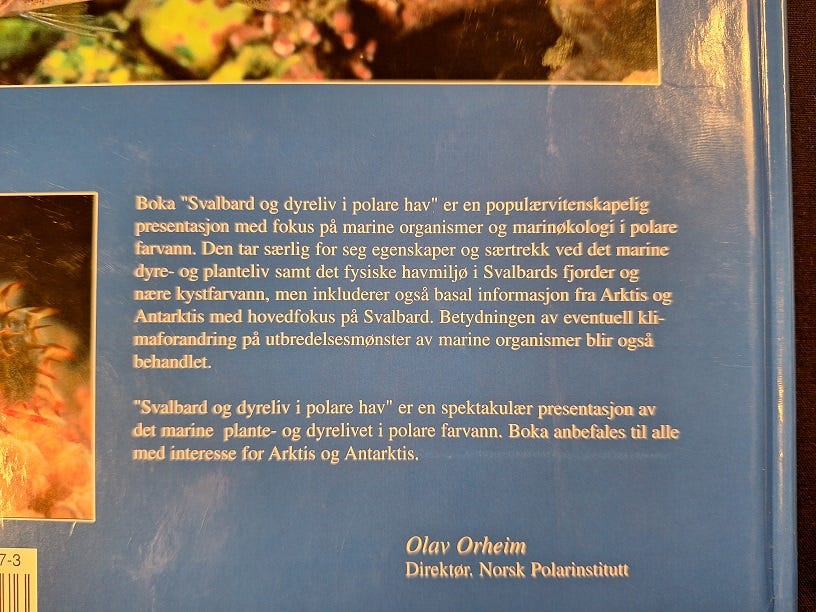 Boka "Svalbard og dyreliv i polare hav" er en populærvitenskapelig
presentasjon med fokus på marine organismer og marinøkologi i polare
farvann. Den tar særlig for seg egenskaper og særtrekk ved det marine
dyre- og planteliv samt det fysiske havmiljø i Svalbards fjorder og
nære kystfarvann, men inkluderer også basal informasjon fra Arktis og
Antarktis med hovedfokus på Svalbard. Betydningen av eventuell kli-
maforandring på utbredelsesmønster av marine organismer blir også
behandlet.
"Svalbard og dyreliv i polare hav" er en spektakulær presentasjon av
det marine plante- og dyrelivet i polare farvann. Boka anbefales til alle
med interesse for Arktis og Antarktis.
Olav Orheim
Direktør, Norsk Polarinstitutt
7-3